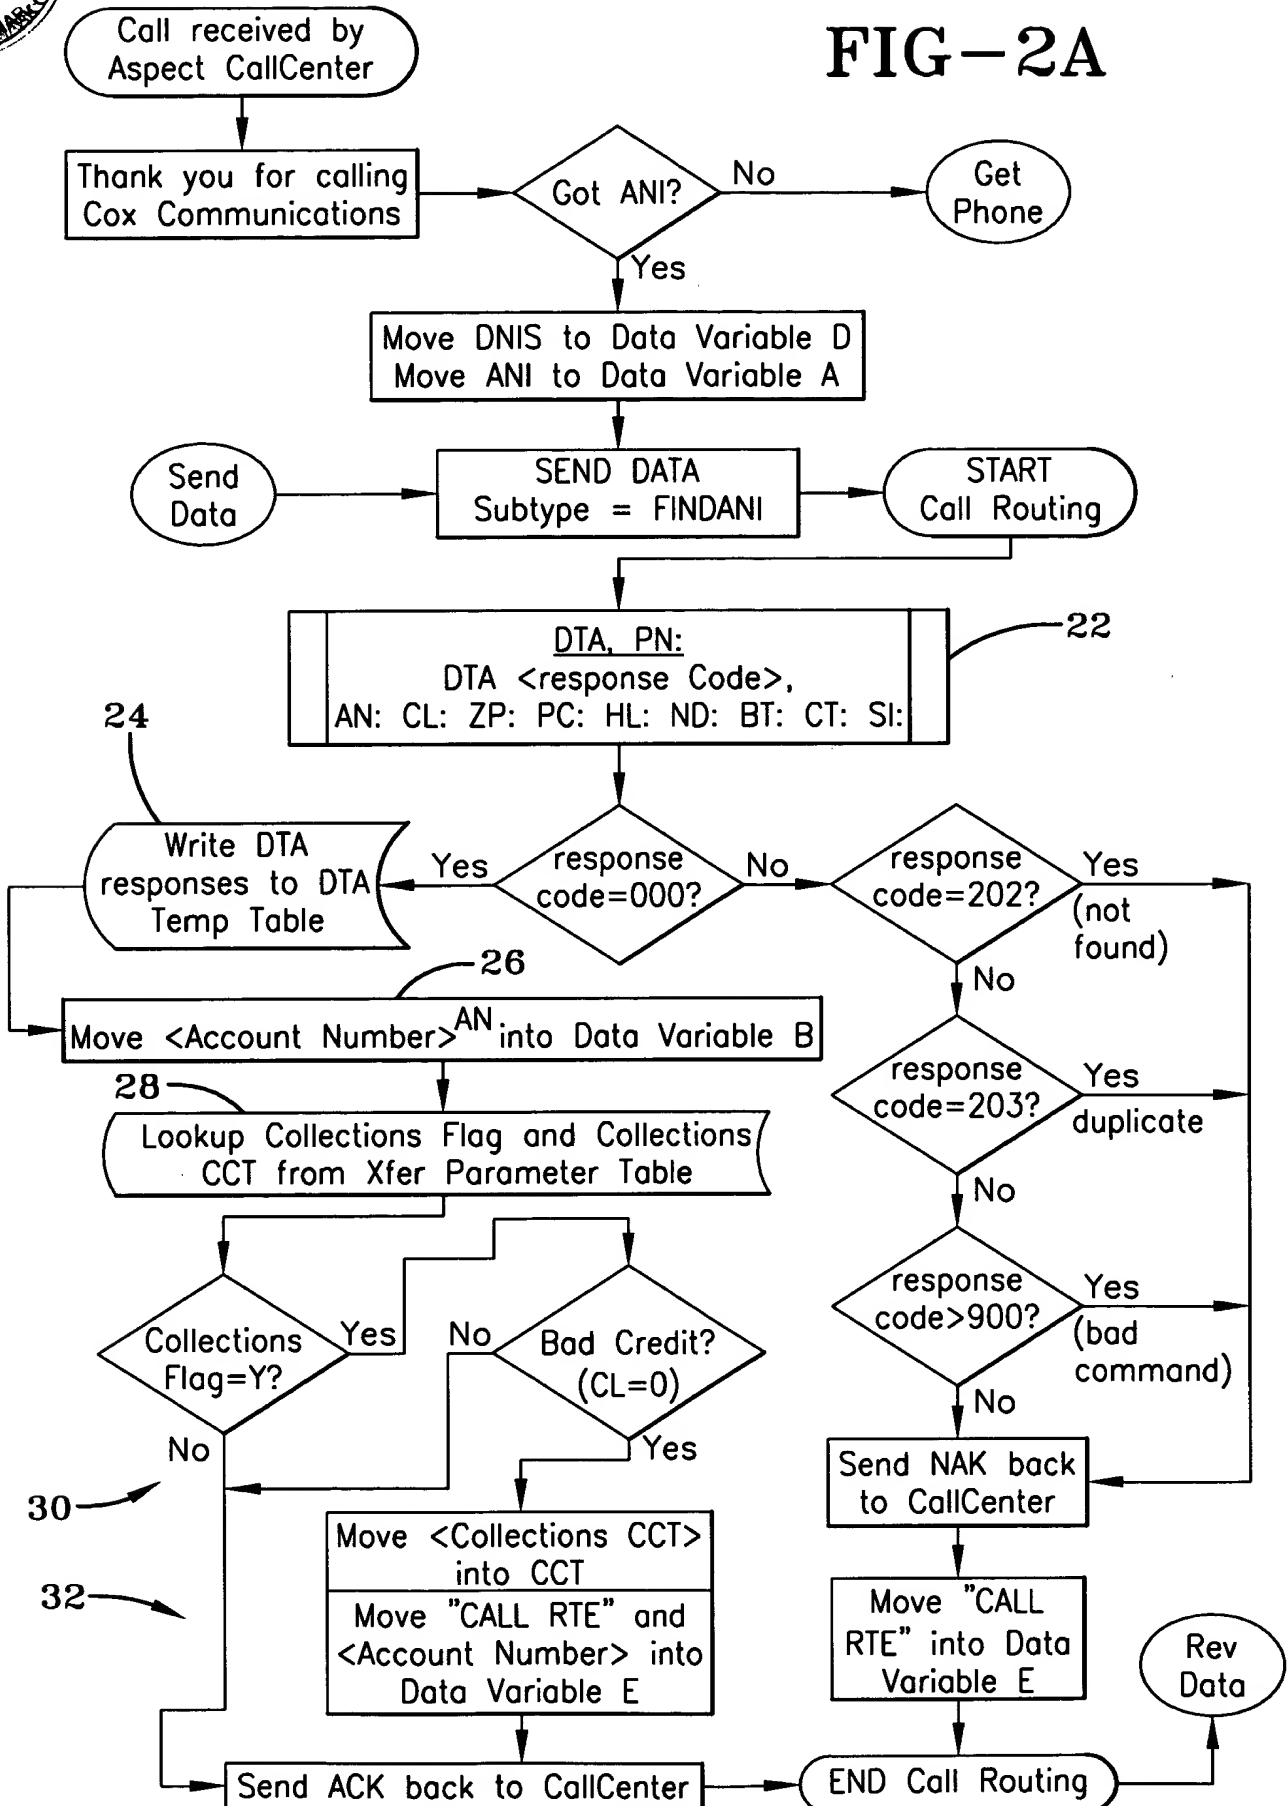 FIG-2A
Call received by
Aspect CallCenter
Thank you for calling
Cox Communications
Got ANI?
No
Get
Phone
Yes
Move DNIS to Data Variable D
Move ANI to Data Variable A
Send
Data
SEND DATA
Subtype = FINDANI
START
Call Routing
DTA, PN:
DTA <response Code>,
AN: CL: ZP: PC: HL: ND: BT: CT: SI:
22
24
Write DTA
responses to DTA
Temp Table
Yes
response
code=000?
No
response
code=202?
Yes
(not
found)
No
26
Move <Account Number>AN into Data Variable B
response
code=203?
Yes
duplicate
No
28
Lookup Collections Flag and Collections
CCT from Xfer Parameter Table
response
code>900?
Yes
(bad
command)
No
Collections
Flag=Y?
Yes
No
No
Bad Credit?
(CL=0)
Yes
30
32
Move <Collections CCT>
into CCT
Move "CALL RTE" and
<Account Number> into
Data Variable E
Send NAK back
to CallCenter
Move "CALL
RTE" into Data
Variable E
Rev
Data
Send ACK back to CallCenter
END Call Routing